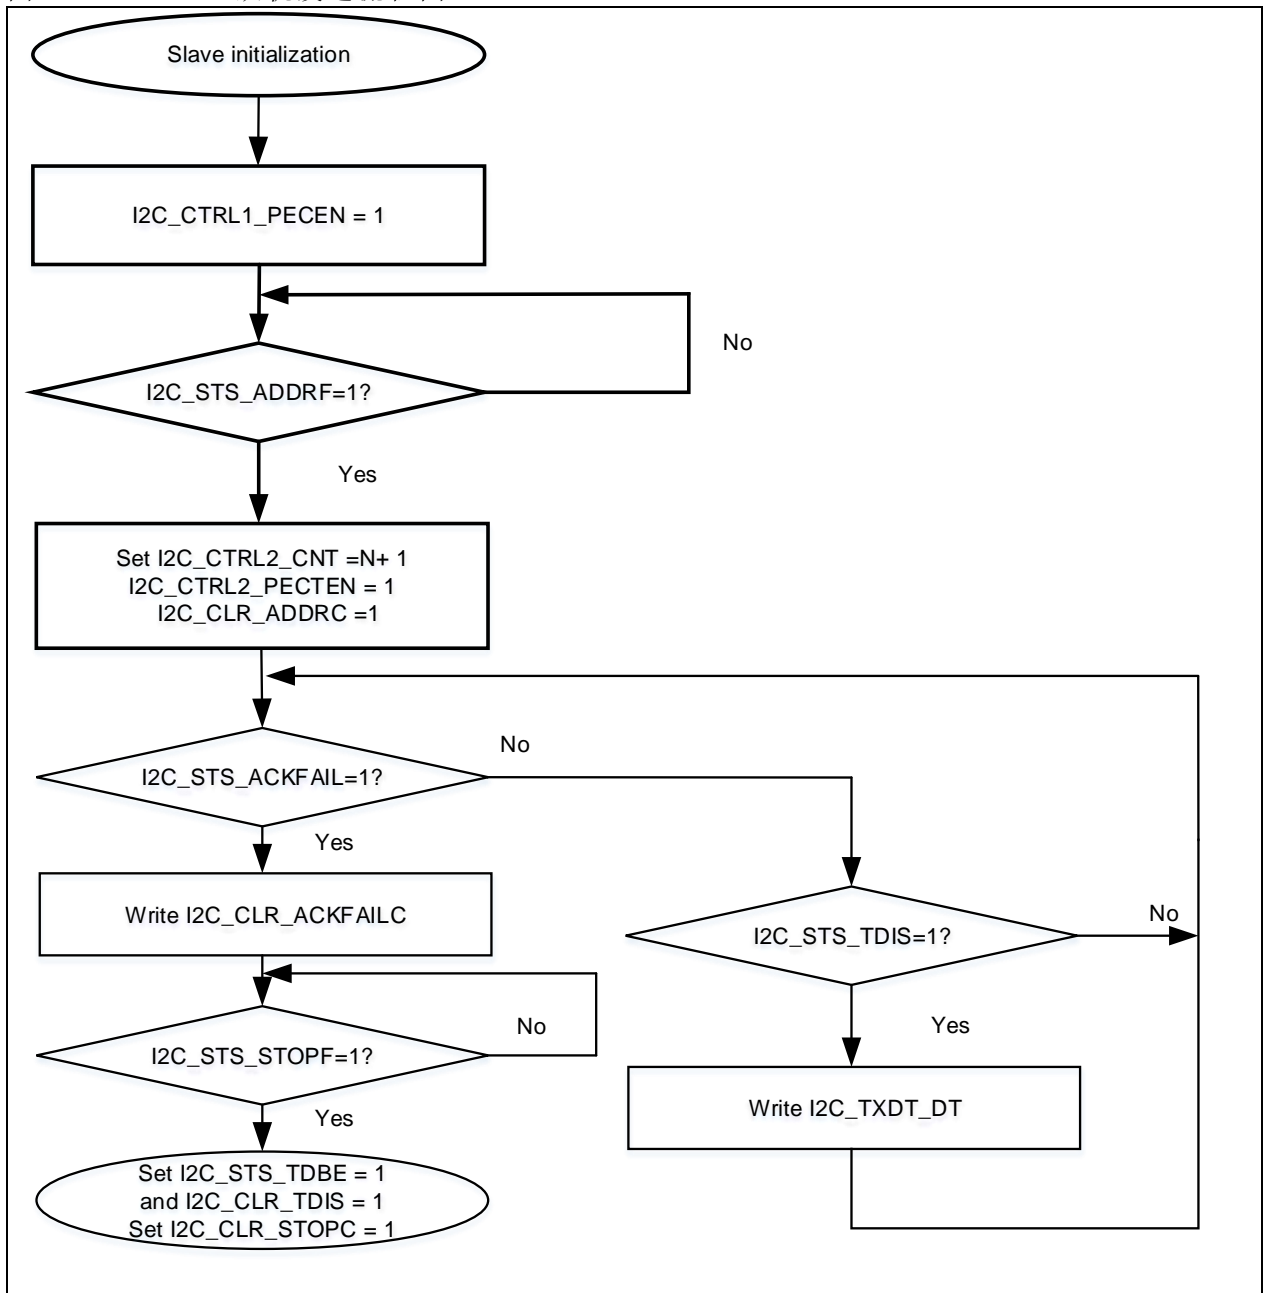 Slave initialization
I2C_CTRL1_PECEN = 1
No
I2C_STS_ADDRF=1?
Yes
Set I2C_CTRL2_CNT =N+ 1
I2C_CTRL2_PECTEN = 1
I2C_CLR_ADDRC =1
No
I2C_STS_ACKFAIL=1?
Yes
Write I2C_CLR_ACKFAILC
No
I2C_STS_TDIS=1?
No
I2C_STS_STOPF=1?
Yes
Yes
Write I2C_TXDT_DT
Set I2C_STS_TDBE = 1
and I2C_CLR_TDIS = 1
Set I2C_CLR_STOPC = 1